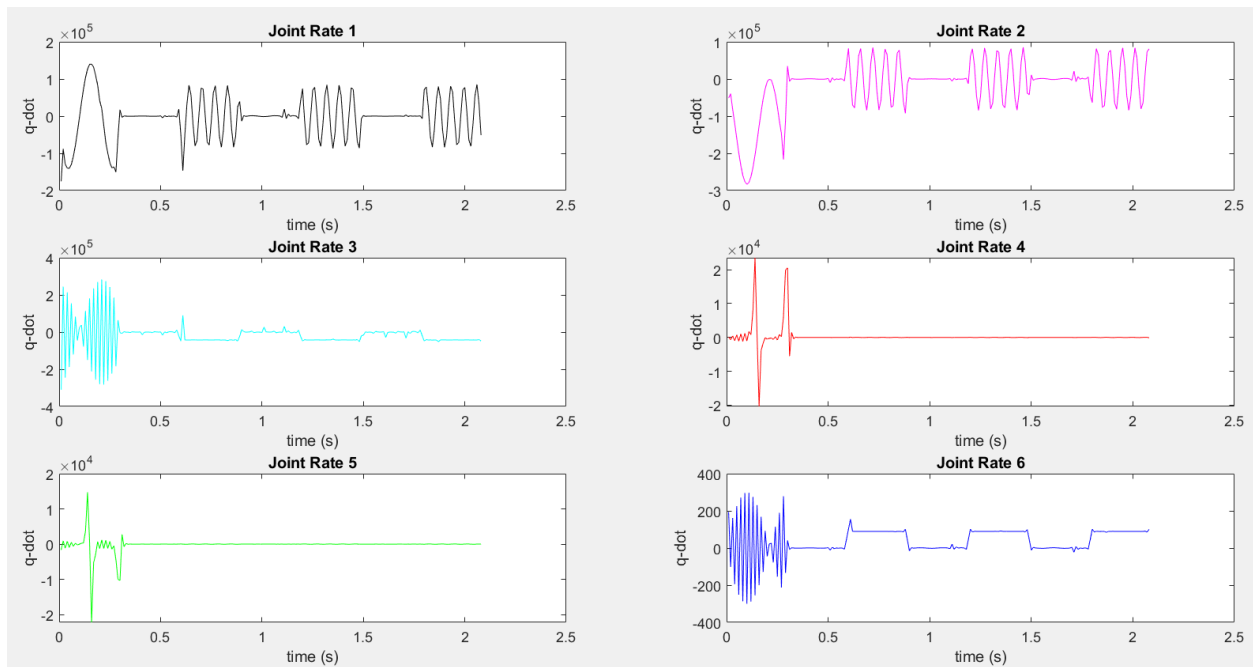 Joint Rate 1
×10^5
2
1
0
-1
-2
q-dot
0 0.5 1 1.5 2 2.5
time (s)
Joint Rate 2
×10^5
1
0
-1
-2
-3
q-dot
0 0.5 1 1.5 2 2.5
time (s)
Joint Rate 3
×10^5
4
2
0
-2
-4
q-dot
0 0.5 1 1.5 2 2.5
time (s)
Joint Rate 4
×10^4
2
1
0
-1
-2
q-dot
0 0.5 1 1.5 2 2.5
time (s)
Joint Rate 5
×10^4
2
1
0
-1
-2
q-dot
0 0.5 1 1.5 2 2.5
time (s)
Joint Rate 6
400
200
0
-200
-400
q-dot
0 0.5 1 1.5 2 2.5
time (s)